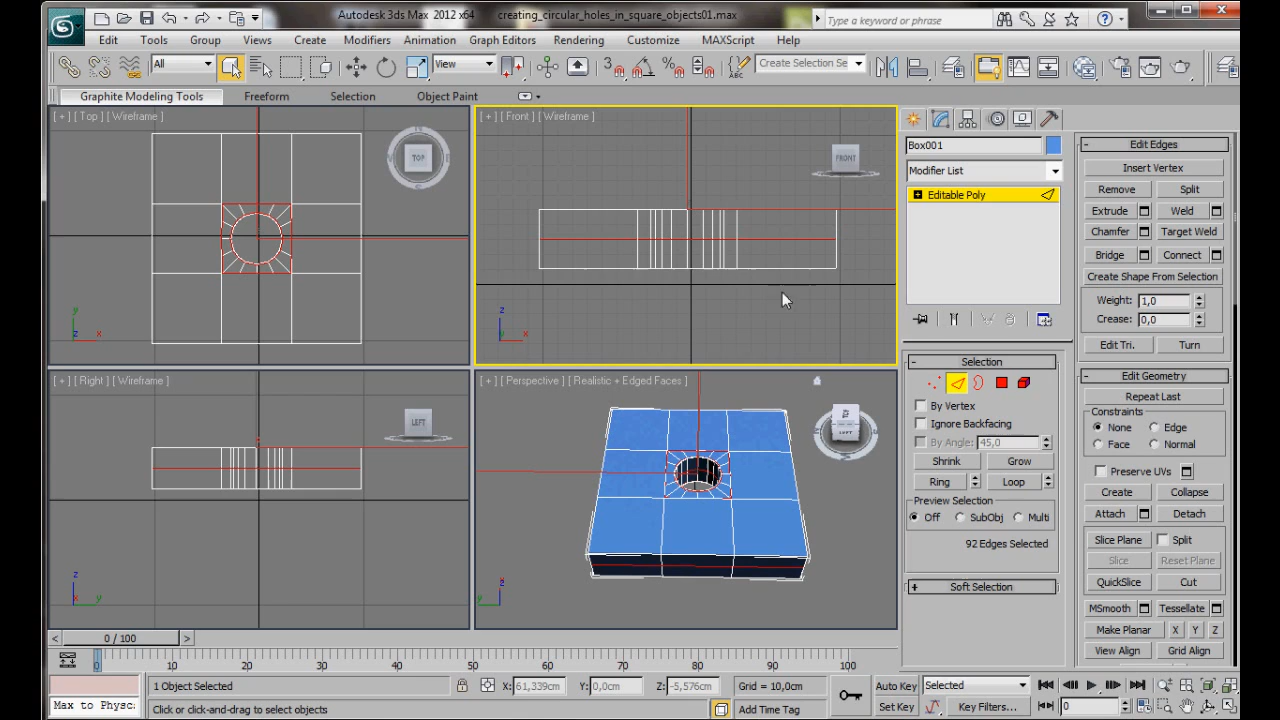 Autodesk 3ds Max 2012 x64 creating_circular_holes_in_square_objects01.max
Type a keyword or phrase
Edit Tools Group Views Create Modifiers Animation Graph Editors Rendering Customize MAXScript Help
All View Create Selection Se
Graphite Modeling Tools Freeform Selection Object Paint
[ + ] [ Top ] [ Wireframe ]
TOP
[ + ] [ Front ] [ Wireframe ]
FRONT
[ + ] [ Right ] [ Wireframe ]
LEFT
[ + ] [ Perspective ] [ Realistic + Edged Faces ]
LEFT
Box001
Modifier List
Editable Poly
Selection
By Vertex
Ignore Backfacing
By Angle: 45,0
Shrink Grow
Ring Loop
Preview Selection
Off SubObj Multi
92 Edges Selected
Soft Selection
Edit Edges
Insert Vertex
Remove Split
Extrude Weld
Chamfer Target Weld
Bridge Connect
Create Shape From Selection
Weight: 1,0
Crease: 0,0
Edit Tri. Turn
Edit Geometry
Repeat Last
Constraints
None Edge
Face Normal
Preserve UVs
Create Collapse
Attach Detach
Slice Plane Split
Slice Reset Plane
QuickSlice Cut
MSmooth Tessellate
Make Planar X Y Z
View Align Grid Align
0 / 100
0 10 20 30 40 50 60 70 80 90 100
1 Object Selected X: 61,339cm Y: 0,0cm Z: -5,576cm Grid = 10,0cm Auto Key Selected
Max to Physc Click or click-and-drag to select objects Add Time Tag Set Key Key Filters... 0